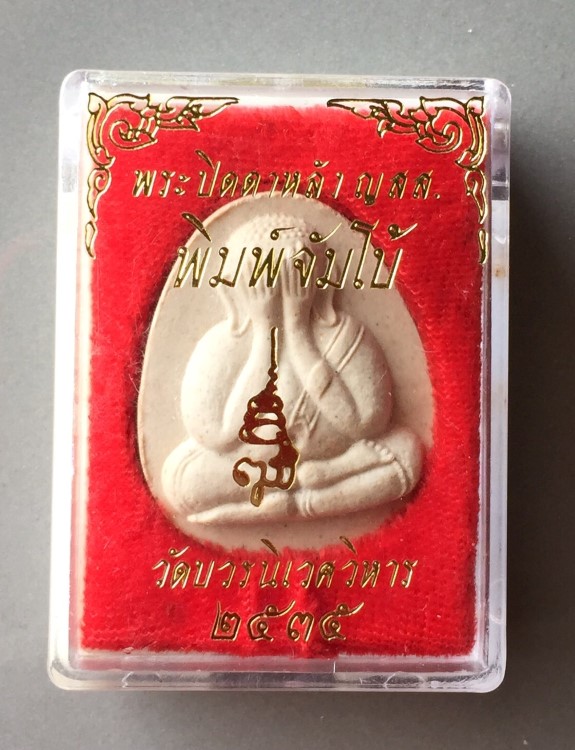 พระปิดตาหลัง ญสส.
พิมพ์จัมโบ้
วัดบวรนิเวศวิหาร
๒๕๓๕